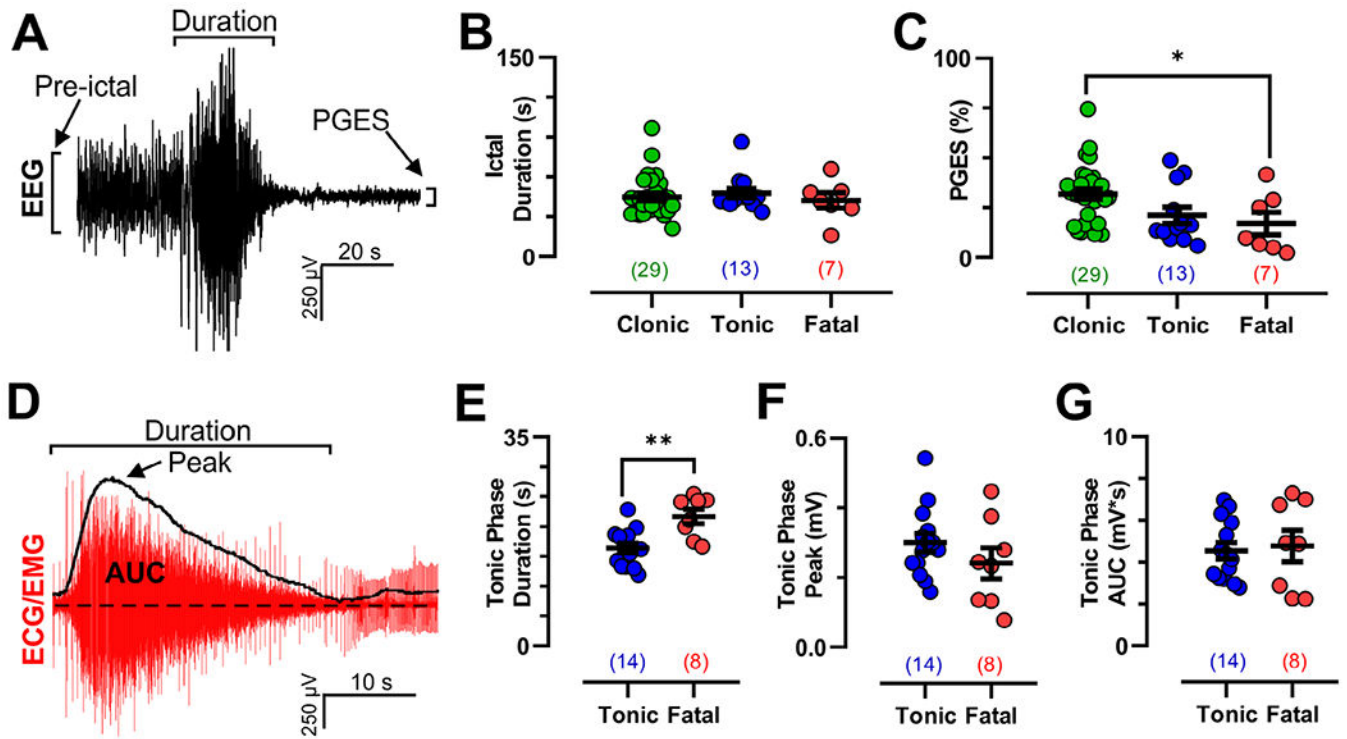 A
Duration
Pre-ictal
PGES
EEG
20 s
250 µV
B
Ictal
Duration (s)
150
0
(29)
(13)
(7)
Clonic
Tonic
Fatal
C
PGES (%)
100
0
*
(29)
(13)
(7)
Clonic
Tonic
Fatal
D
Duration
Peak
AUC
ECG/EMG
10 s
250 µV
E
Tonic Phase
Duration (s)
35
0
**
(14)
(8)
Tonic Fatal
F
Tonic Phase
Peak (mV)
0.6
0.0
(14)
(8)
Tonic Fatal
G
Tonic Phase
AUC (mV*s)
10
0
(14)
(8)
Tonic Fatal